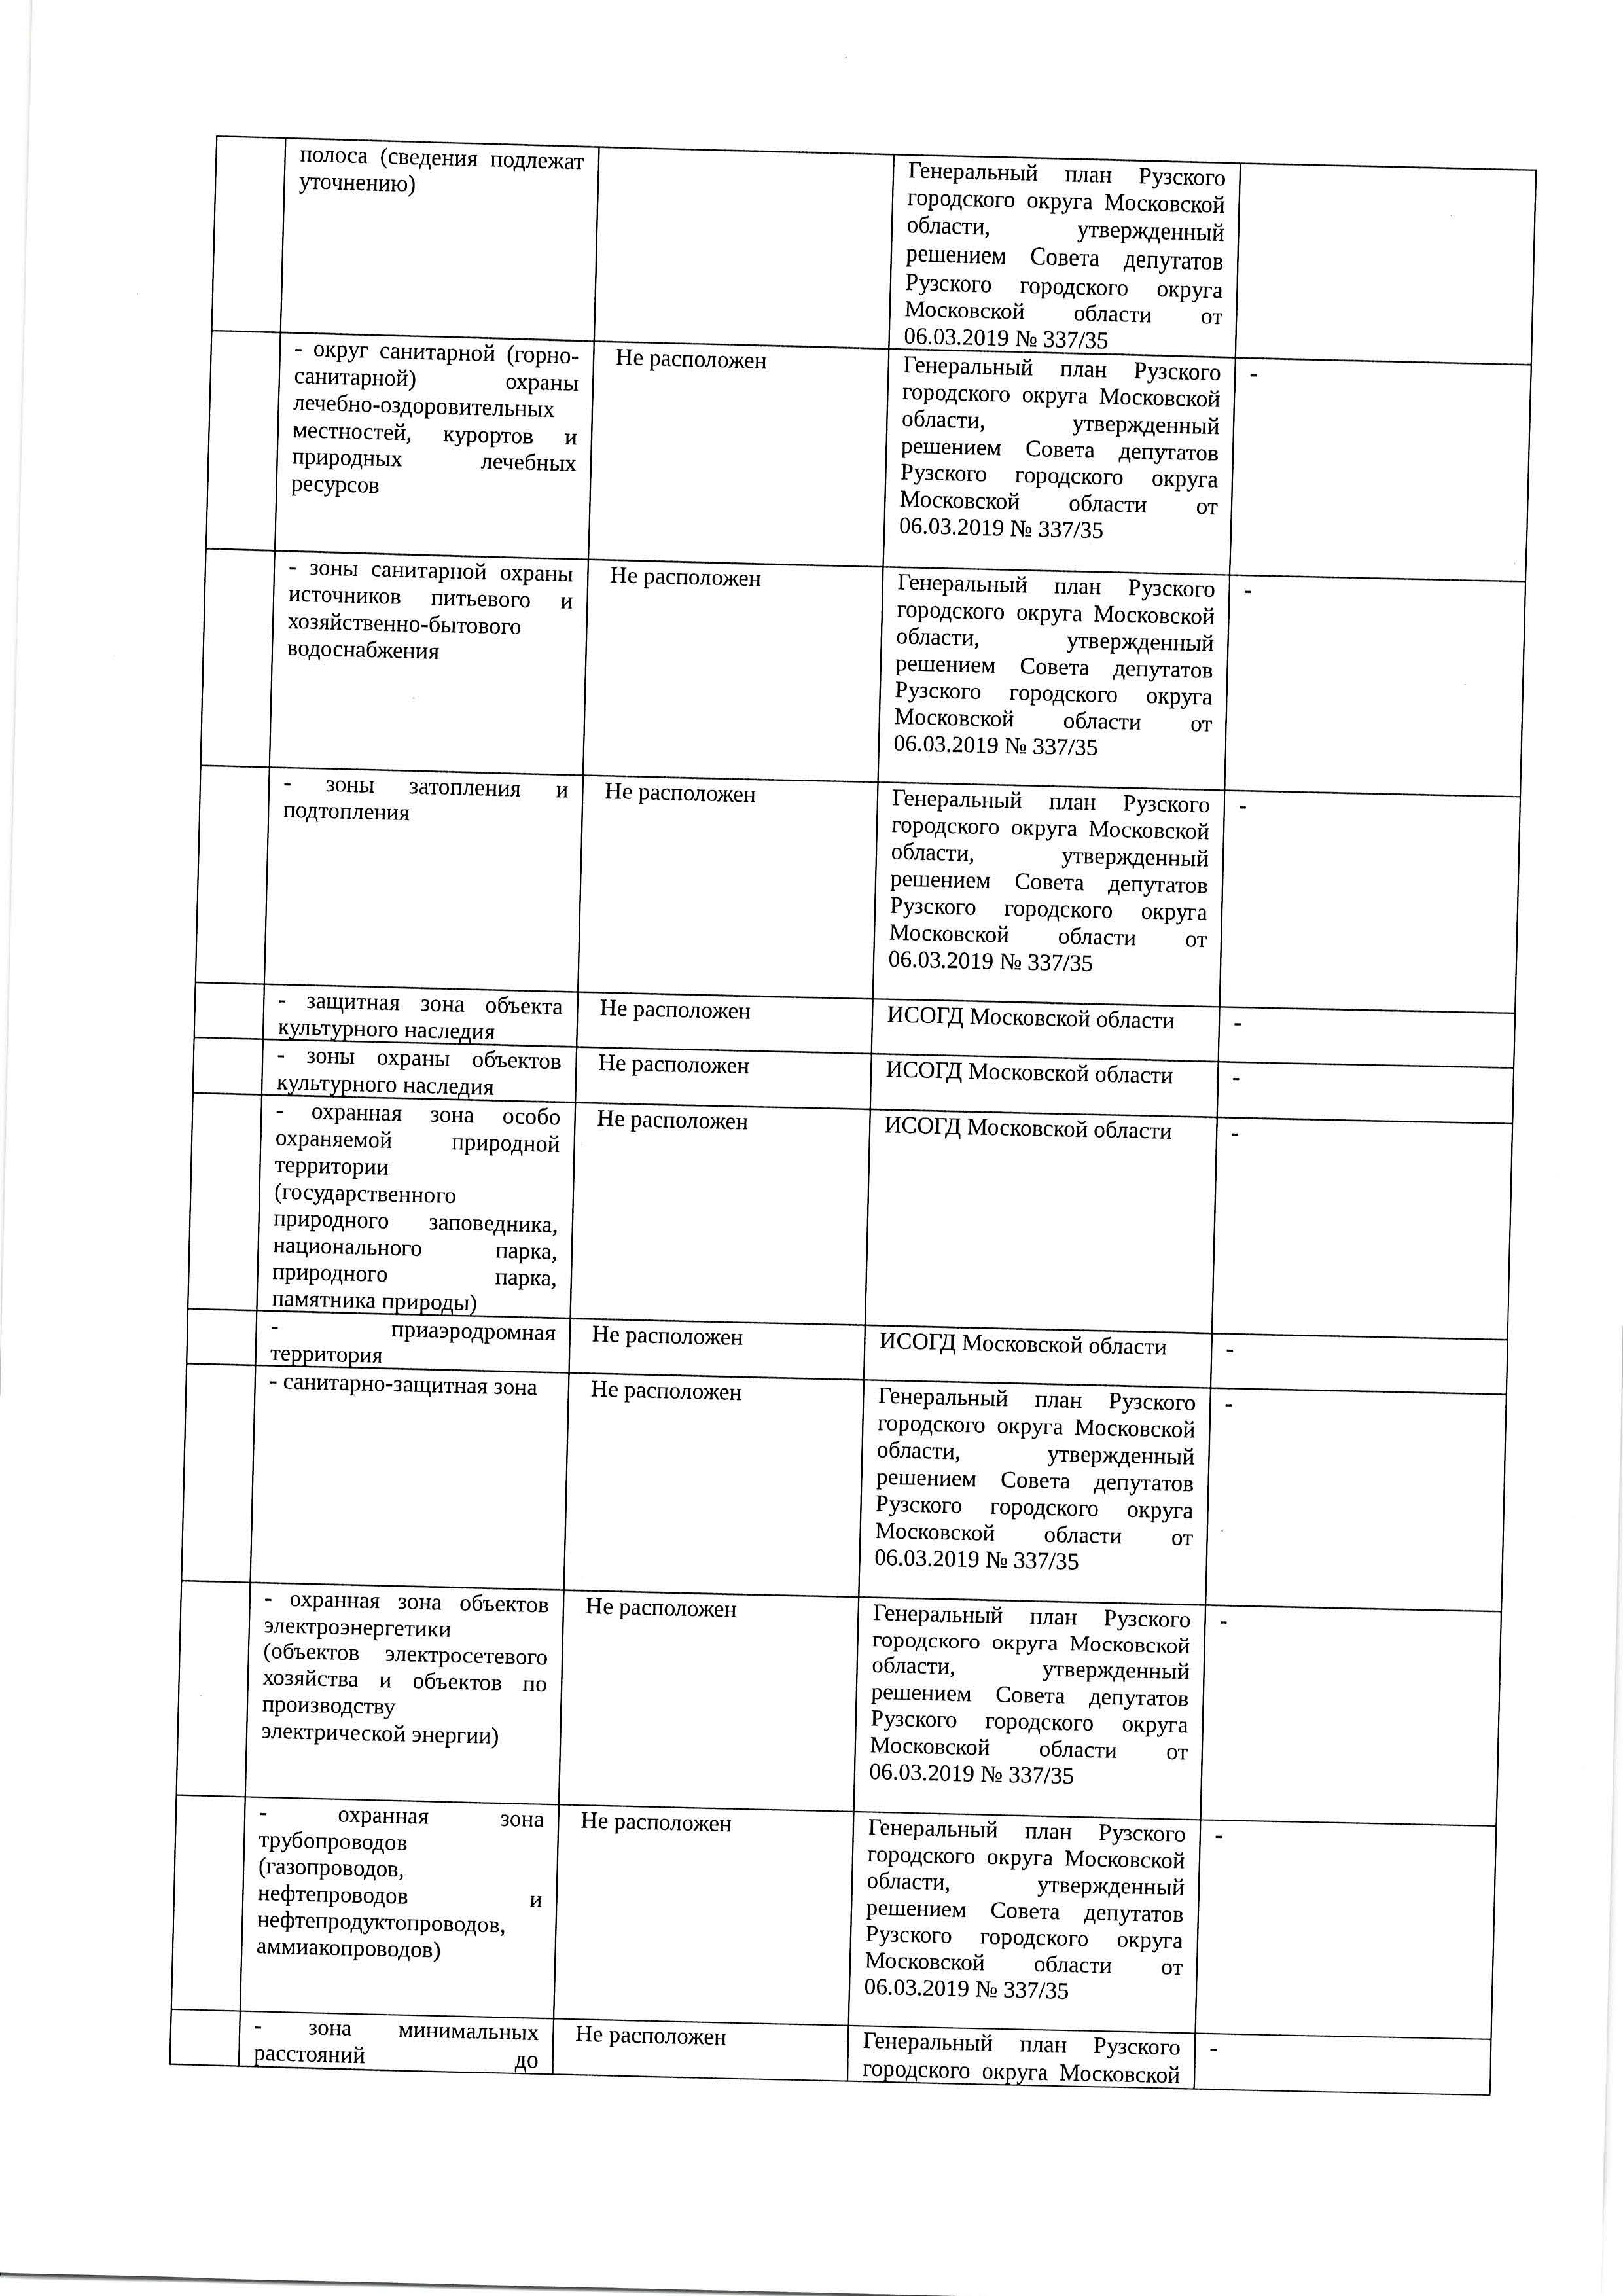 полоса (сведения подлежат
уточнению)
Генеральный план Рузского
городского округа Московской
области, утвержденный
решением Совета депутатов
Рузского городского округа
Московской области от
06.03.2019 № 337/35
- округ санитарной (горно-
санитарной) охраны
лечебно-оздоровительных
местностей, курортов и
природных лечебных
ресурсов
Не расположен
Генеральный план Рузского
городского округа Московской
области, утвержденный
решением Совета депутатов
Рузского городского округа
Московской области от
06.03.2019 № 337/35
-
- зоны санитарной охраны
источников питьевого и
хозяйственно-бытового
водоснабжения
Не расположен
Генеральный план Рузского
городского округа Московской
области, утвержденный
решением Совета депутатов
Рузского городского округа
Московской области от
06.03.2019 № 337/35
-
- зоны затопления и
подтопления
Не расположен
Генеральный план Рузского
городского округа Московской
области, утвержденный
решением Совета депутатов
Рузского городского округа
Московской области от
06.03.2019 № 337/35
-
- защитная зона объекта
культурного наследия
Не расположен
ИСОГД Московской области
-
- зоны охраны объектов
культурного наследия
Не расположен
ИСОГД Московской области
-
- охранная зона особо
охраняемой природной
территории
(государственного
природного заповедника,
национального парка,
природного парка,
памятника природы)
Не расположен
ИСОГД Московской области
-
- приаэродромная
территория
Не расположен
ИСОГД Московской области
-
- санитарно-защитная зона
Не расположен
Генеральный план Рузского
городского округа Московской
области, утвержденный
решением Совета депутатов
Рузского городского округа
Московской области от
06.03.2019 № 337/35
-
- охранная зона объектов
электроэнергетики
(объектов электросетевого
хозяйства и объектов по
производству
электрической энергии)
Не расположен
Генеральный план Рузского
городского округа Московской
области, утвержденный
решением Совета депутатов
Рузского городского округа
Московской области от
06.03.2019 № 337/35
-
- охранная зона
трубопроводов
(газопроводов,
нефтепроводов и
нефтепродуктопроводов,
аммиакопроводов)
Не расположен
Генеральный план Рузского
городского округа Московской
области, утвержденный
решением Совета депутатов
Рузского городского округа
Московской области от
06.03.2019 № 337/35
-
- зона минимальных
расстояний до
Не расположен
Генеральный план Рузского
городского округа Московской
-